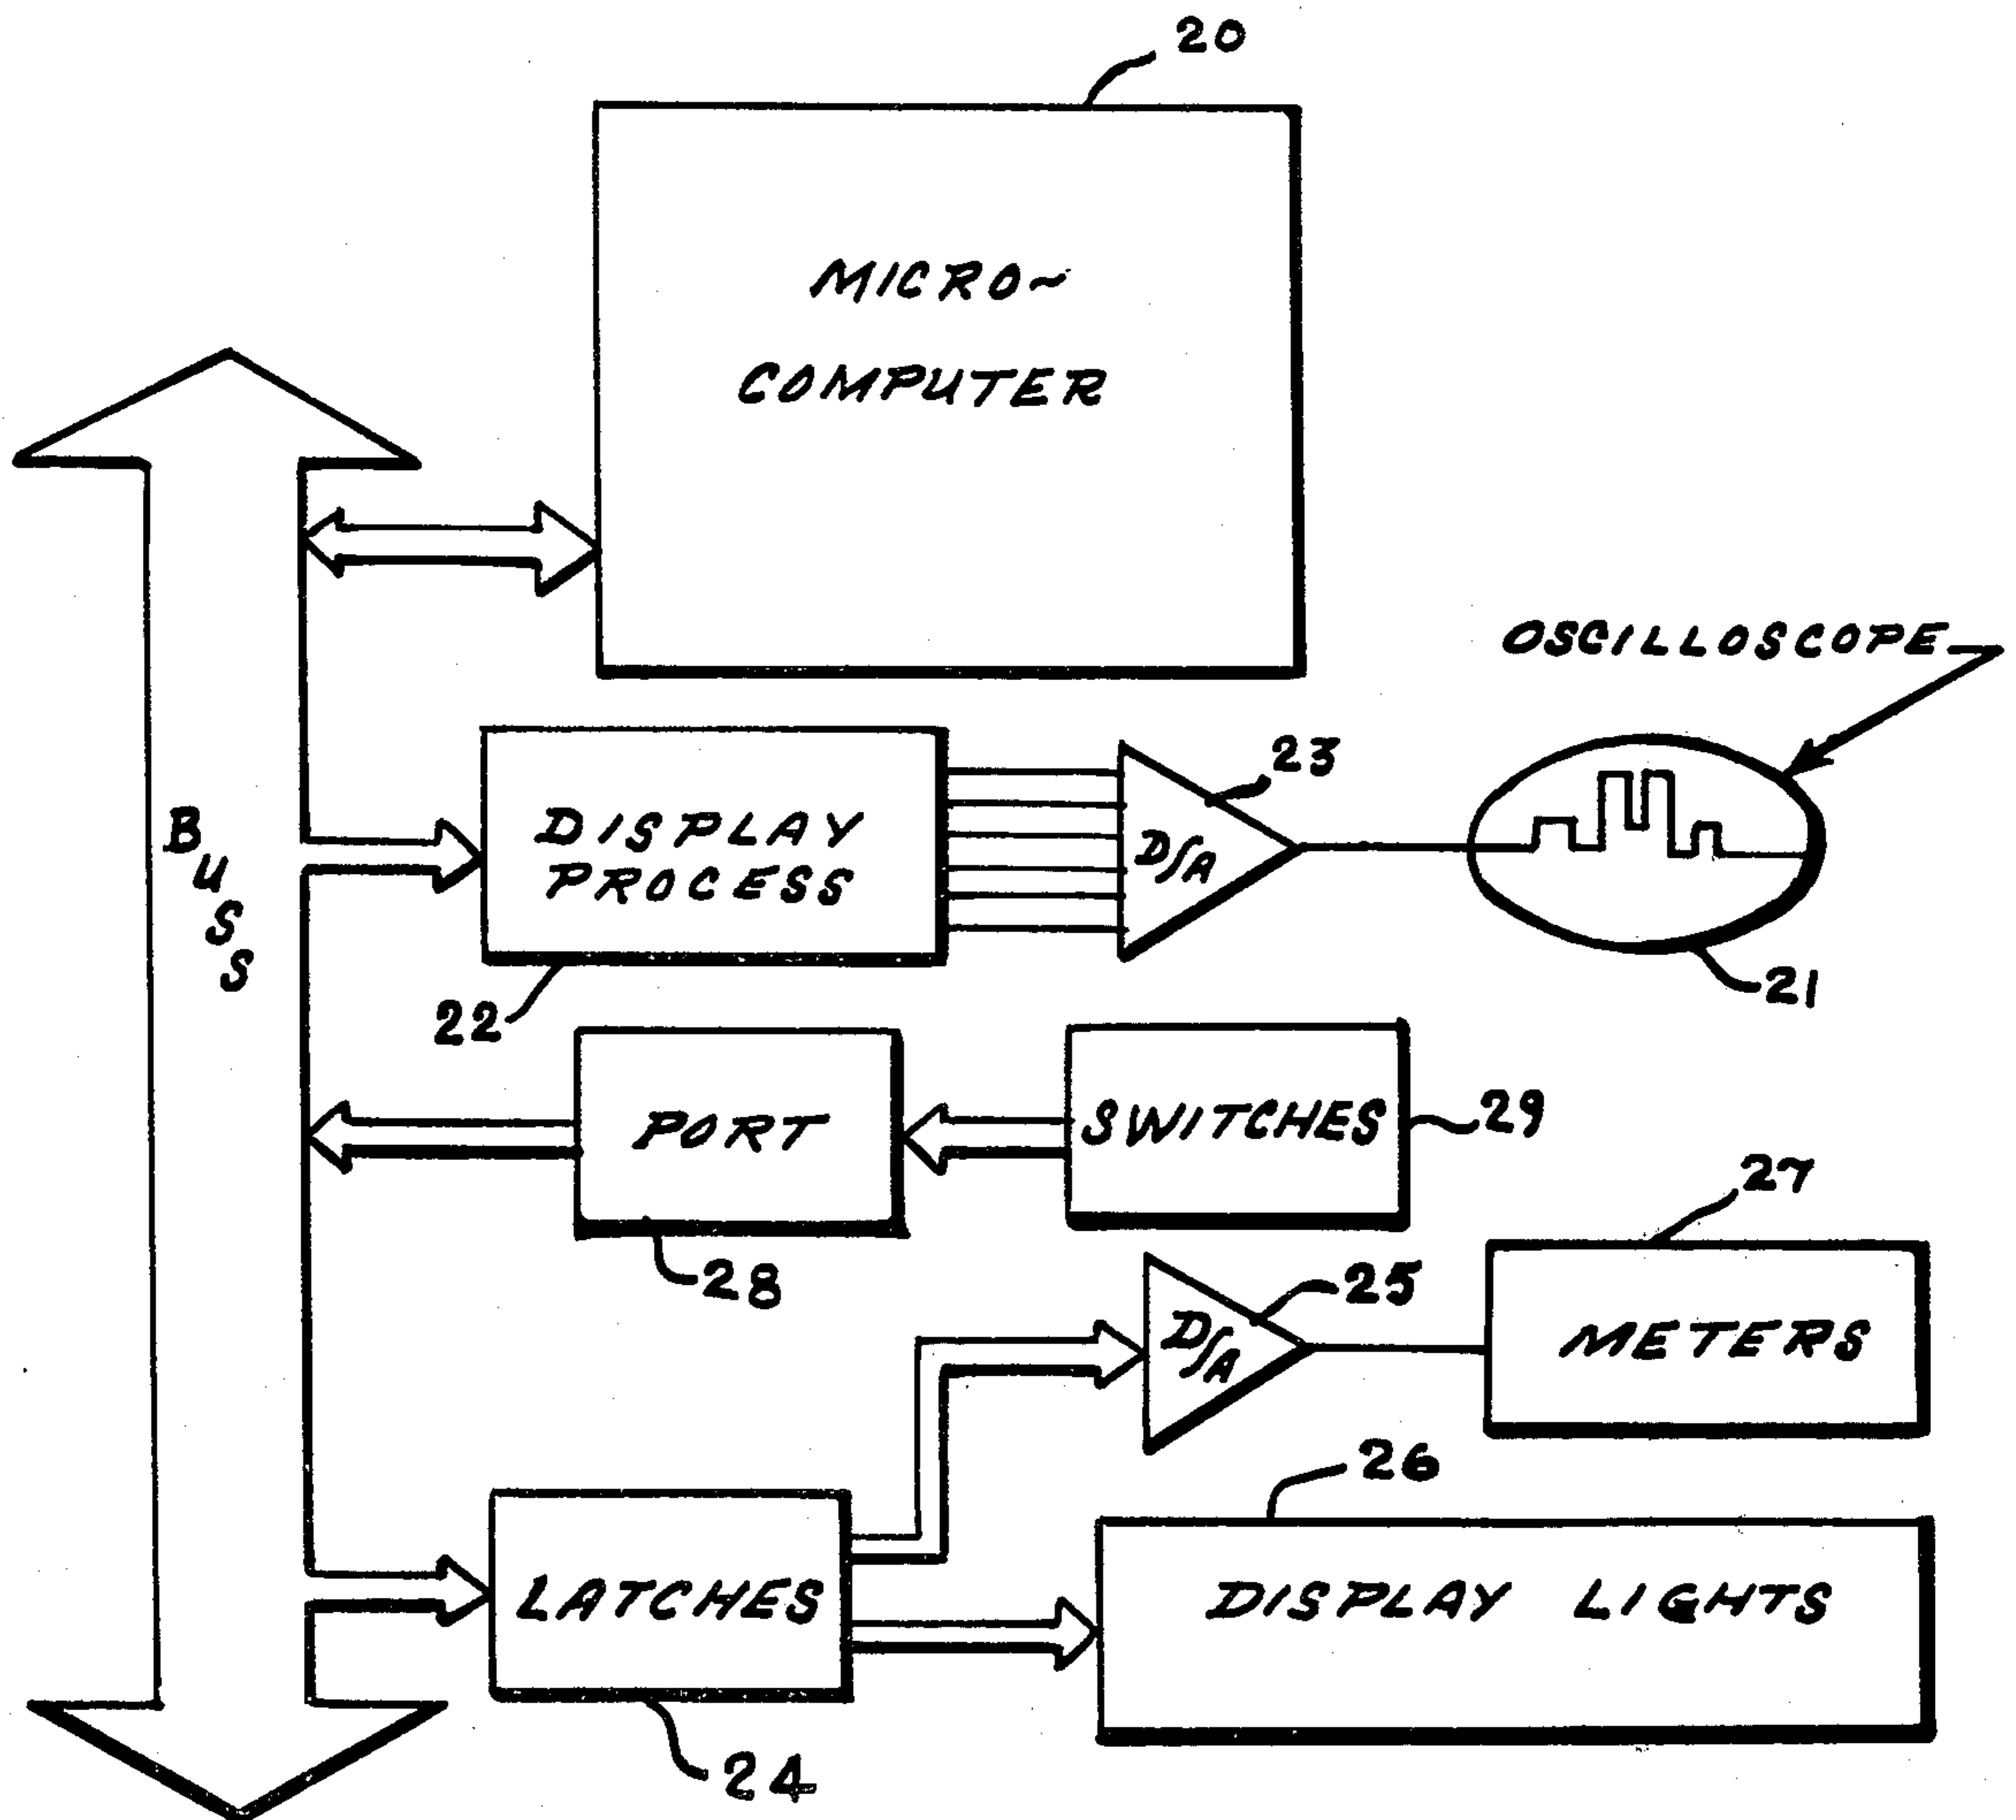 20
MICRO~
COMPUTER
OSCILLOSCOPE
23
D/A
DISPLAY
PROCESS
BUSS
21
22
PORT
SWITCHES
29
28
27
25
D/A
METERS
26
LATCHES
DISPLAY LIGHTS
24